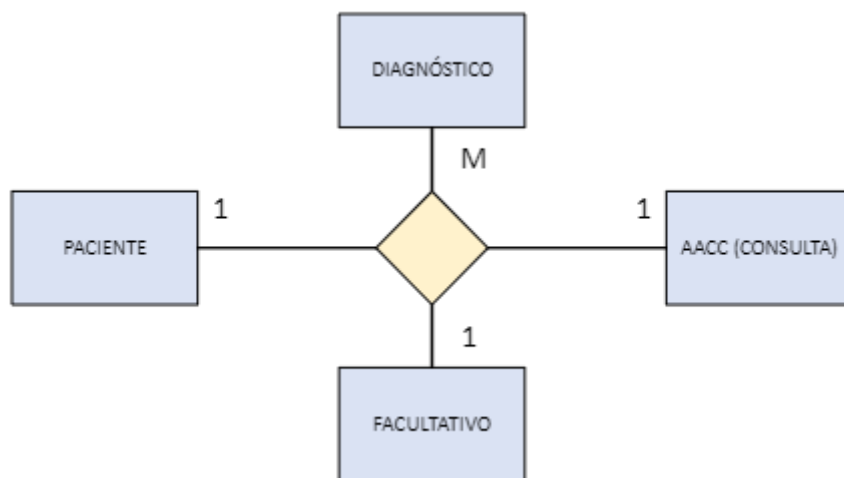 DIAGNÓSTICO
M
1
1
PACIENTE
AACC (CONSULTA)
1
FACULTATIVO